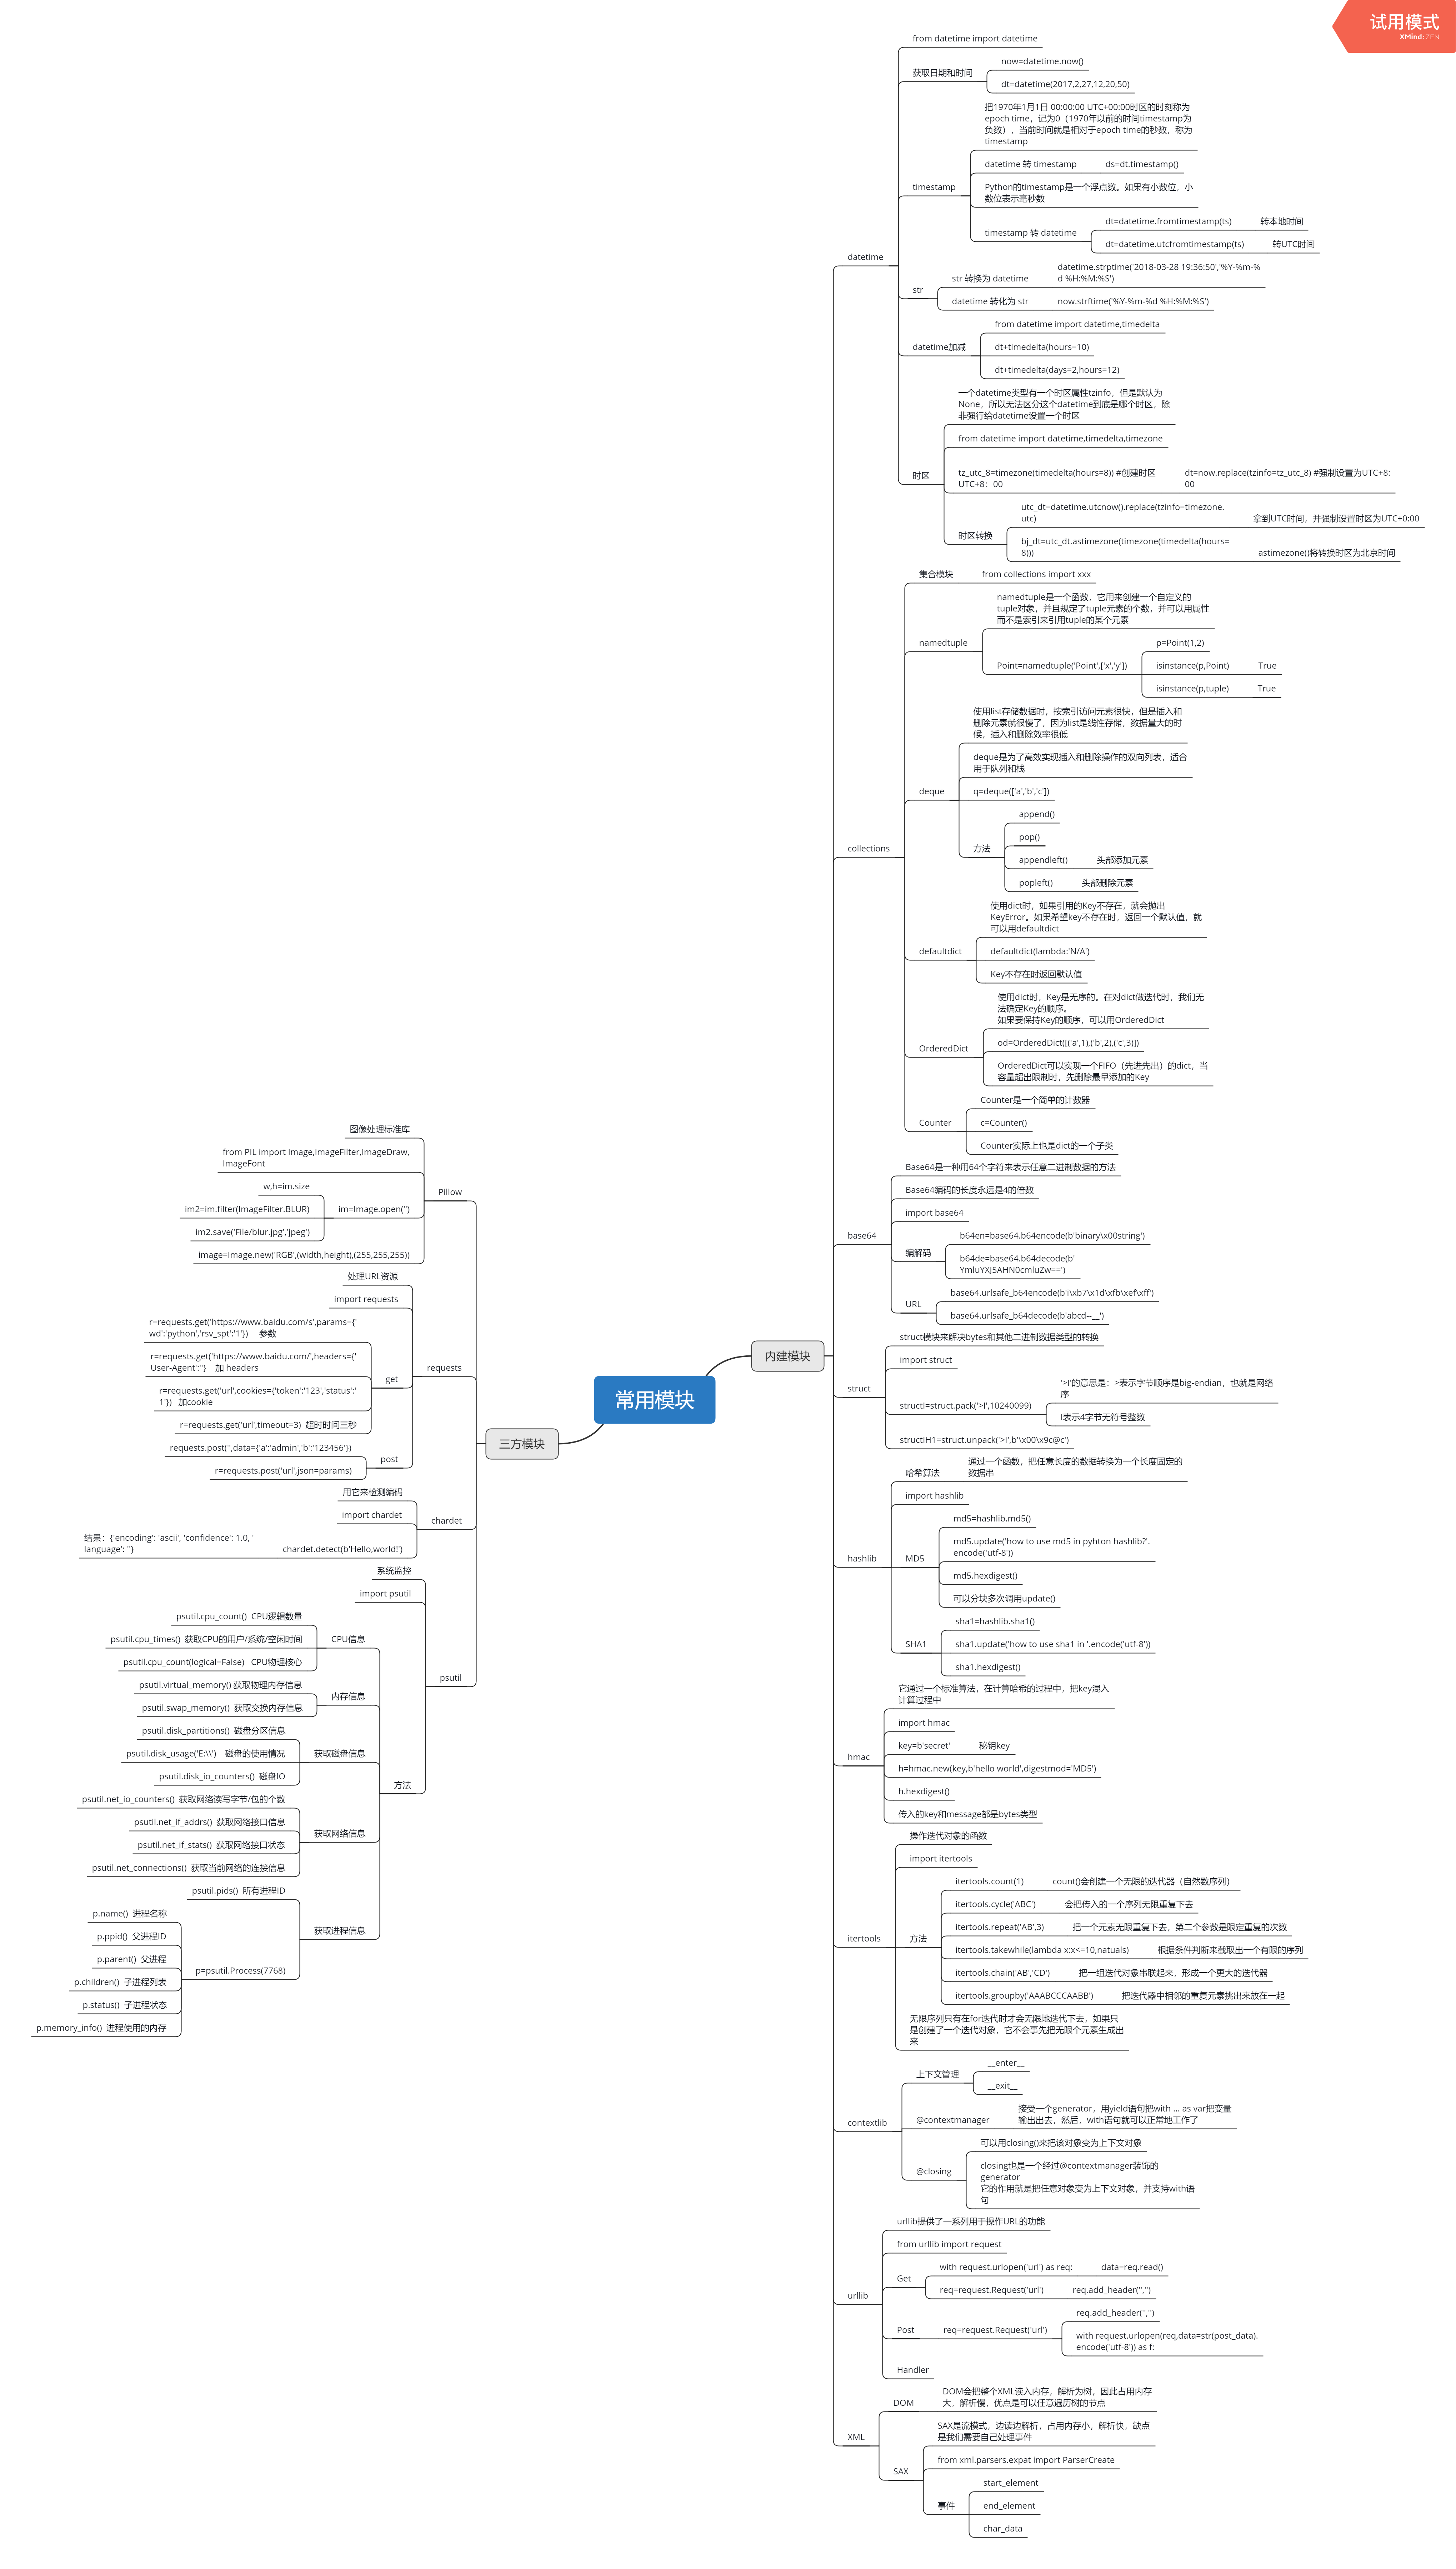 试用模式
XMind:ZEN
常用模块
内建模块
datetime
from datetime import datetime
获取日期和时间
now=datetime.now()
dt=datetime(2017,2,27,12,20,50)
timestamp
把1970年1月1日 00:00:00 UTC+00:00时区的时刻称为
epoch time，记为0（1970年以前的时间timestamp为
负数），当前时间就是相对于epoch time的秒数，称为
timestamp
datetime 转 timestamp
ds=dt.timestamp()
Python的timestamp是一个浮点数。如果有小数位，小
数位表示毫秒数
timestamp 转 datetime
dt=datetime.fromtimestamp(ts)
转本地时间
dt=datetime.utcfromtimestamp(ts)
转UTC时间
str
str 转换为 datetime
datetime.strptime('2018-03-28 19:36:50','%Y-%m-%
d %H:%M:%S')
datetime 转化为 str
now.strftime('%Y-%m-%d %H:%M:%S')
datetime加减
from datetime import datetime,timedelta
dt+timedelta(hours=10)
dt+timedelta(days=2,hours=12)
时区
一个datetime类型有一个时区属性tzinfo，但是默认为
None，所以无法区分这个datetime到底是哪个时区，除
非强行给datetime设置一个时区
from datetime import datetime,timedelta,timezone
tz_utc_8=timezone(timedelta(hours=8)) #创建时区
UTC+8：00
dt=now.replace(tzinfo=tz_utc_8) #强制设置为UTC+8:
00
时区转换
utc_dt=datetime.utcnow().replace(tzinfo=timezone.
utc)
拿到UTC时间，并强制设置时区为UTC+0:00
bj_dt=utc_dt.astimezone(timezone(timedelta(hours=
8)))
astimezone()将转换时区为北京时间
collections
集合模块
from collections import xxx
namedtuple
namedtuple是一个函数，它用来创建一个自定义的
tuple对象，并且规定了tuple元素的个数，并可以用属性
而不是索引来引用tuple的某个元素
Point=namedtuple('Point',['x','y'])
p=Point(1,2)
isinstance(p,Point)
True
isinstance(p,tuple)
True
deque
使用list存储数据时，按索引访问元素很快，但是插入和
删除元素就很慢了，因为list是线性存储，数据量大的时
候，插入和删除效率很低
deque是为了高效实现插入和删除操作的双向列表，适合
用于队列和栈
q=deque(['a','b','c'])
方法
append()
pop()
appendleft()
头部添加元素
popleft()
头部删除元素
defaultdict
使用dict时，如果引用的Key不存在，就会抛出
KeyError。如果希望key不存在时，返回一个默认值，就
可以用defaultdict
defaultdict(lambda:'N/A')
Key不存在时返回默认值
OrderedDict
使用dict时，Key是无序的。在对dict做迭代时，我们无
法确定Key的顺序。
如果要保持Key的顺序，可以用OrderedDict
od=OrderedDict([('a',1),('b',2),('c',3)])
OrderedDict可以实现一个FIFO（先进先出）的dict，当
容量超出限制时，先删除最早添加的Key
Counter
Counter是一个简单的计数器
c=Counter()
Counter实际上也是dict的一个子类
base64
Base64是一种用64个字符来表示任意二进制数据的方法
Base64编码的长度永远是4的倍数
import base64
编解码
b64en=base64.b64encode(b'binary\x00string')
b64de=base64.b64decode(b'
YmluYXJ5AHN0cmluZw==')
URL
base64.urlsafe_b64encode(b'i\xb7\x1d\xfb\xef\xff')
base64.urlsafe_b64decode(b'abcd--__')
struct
struct模块来解决bytes和其他二进制数据类型的转换
import struct
structI=struct.pack('>I',10240099)
'>I'的意思是：>表示字节顺序是big-endian，也就是网络
序
I表示4字节无符号整数
structIH1=struct.unpack('>I',b'\x00\x9c@c')
hashlib
哈希算法
通过一个函数，把任意长度的数据转换为一个长度固定的
数据串
import hashlib
MD5
md5=hashlib.md5()
md5.update('how to use md5 in pyhton hashlib?'.
encode('utf-8'))
md5.hexdigest()
可以分块多次调用update()
SHA1
sha1=hashlib.sha1()
sha1.update('how to use sha1 in '.encode('utf-8'))
sha1.hexdigest()
hmac
它通过一个标准算法，在计算哈希的过程中，把key混入
计算过程中
import hmac
key=b'secret'
秘钥key
h=hmac.new(key,b'hello world',digestmod='MD5')
h.hexdigest()
传入的key和message都是bytes类型
itertools
操作迭代对象的函数
import itertools
方法
itertools.count(1)
count()会创建一个无限的迭代器（自然数序列）
itertools.cycle('ABC')
会把传入的一个序列无限重复下去
itertools.repeat('AB',3)
把一个元素无限重复下去，第二个参数是限定重复的次数
itertools.takewhile(lambda x:x<=10,natuals)
根据条件判断来截取出一个有限的序列
itertools.chain('AB','CD')
把一组迭代对象串联起来，形成一个更大的迭代器
itertools.groupby('AAABCCCAABB')
把迭代器中相邻的重复元素挑出来放在一起
无限序列只有在for迭代时才会无限地迭代下去，如果只
是创建了一个迭代对象，它不会事先把无限个元素生成出
来
contextlib
上下文管理
__enter__
__exit__
@contextmanager
接受一个generator，用yield语句把with ... as var把变量
输出出去，然后，with语句就可以正常地工作了
@closing
可以用closing()来把该对象变为上下文对象
closing也是一个经过@contextmanager装饰的
generator
它的作用就是把任意对象变为上下文对象，并支持with语
句
urllib
urllib提供了一系列用于操作URL的功能
from urllib import request
Get
with request.urlopen('url') as req:
data=req.read()
req=request.Request('url')
req.add_header('','')
Post
req=request.Request('url')
req.add_header('','')
with request.urlopen(req,data=str(post_data).
encode('utf-8')) as f:
Handler
XML
DOM
DOM会把整个XML读入内存，解析为树，因此占用内存
大，解析慢，优点是可以任意遍历树的节点
SAX
SAX是流模式，边读边解析，占用内存小，解析快，缺点
是我们需要自己处理事件
from xml.parsers.expat import ParserCreate
事件
start_element
end_element
char_data
三方模块
Pillow
图像处理标准库
from PIL import Image,ImageFilter,ImageDraw,
ImageFont
im=Image.open('')
w,h=im.size
im2=im.filter(ImageFilter.BLUR)
im2.save('File/blur.jpg','jpeg')
image=Image.new('RGB',(width,height),(255,255,255))
requests
处理URL资源
import requests
get
r=requests.get('https://www.baidu.com/s',params={'
wd':'python','rsv_spt':'1'}) 参数
r=requests.get('https://www.baidu.com/',headers={'
User-Agent':''} 加 headers
r=requests.get('url',cookies={'token':'123','status':'
1'}) 加cookie
r=requests.get('url',timeout=3) 超时时间三秒
post
requests.post('',data={'a':'admin','b':'123456'})
r=requests.post('url',json=params)
chardet
用它来检测编码
import chardet
chardet.detect(b'Hello,world!')
结果：{'encoding': 'ascii', 'confidence': 1.0, '
language': ''}
psutil
系统监控
import psutil
方法
CPU信息
psutil.cpu_count() CPU逻辑数量
psutil.cpu_times() 获取CPU的用户/系统/空闲时间
psutil.cpu_count(logical=False) CPU物理核心
内存信息
psutil.virtual_memory() 获取物理内存信息
psutil.swap_memory() 获取交换内存信息
获取磁盘信息
psutil.disk_partitions() 磁盘分区信息
psutil.disk_usage('E:\\') 磁盘的使用情况
psutil.disk_io_counters() 磁盘IO
获取网络信息
psutil.net_io_counters() 获取网络读写字节/包的个数
psutil.net_if_addrs() 获取网络接口信息
psutil.net_if_stats() 获取网络接口状态
psutil.net_connections() 获取当前网络的连接信息
获取进程信息
psutil.pids() 所有进程ID
p=psutil.Process(7768)
p.name() 进程名称
p.ppid() 父进程ID
p.parent() 父进程
p.children() 子进程列表
p.status() 子进程状态
p.memory_info() 进程使用的内存